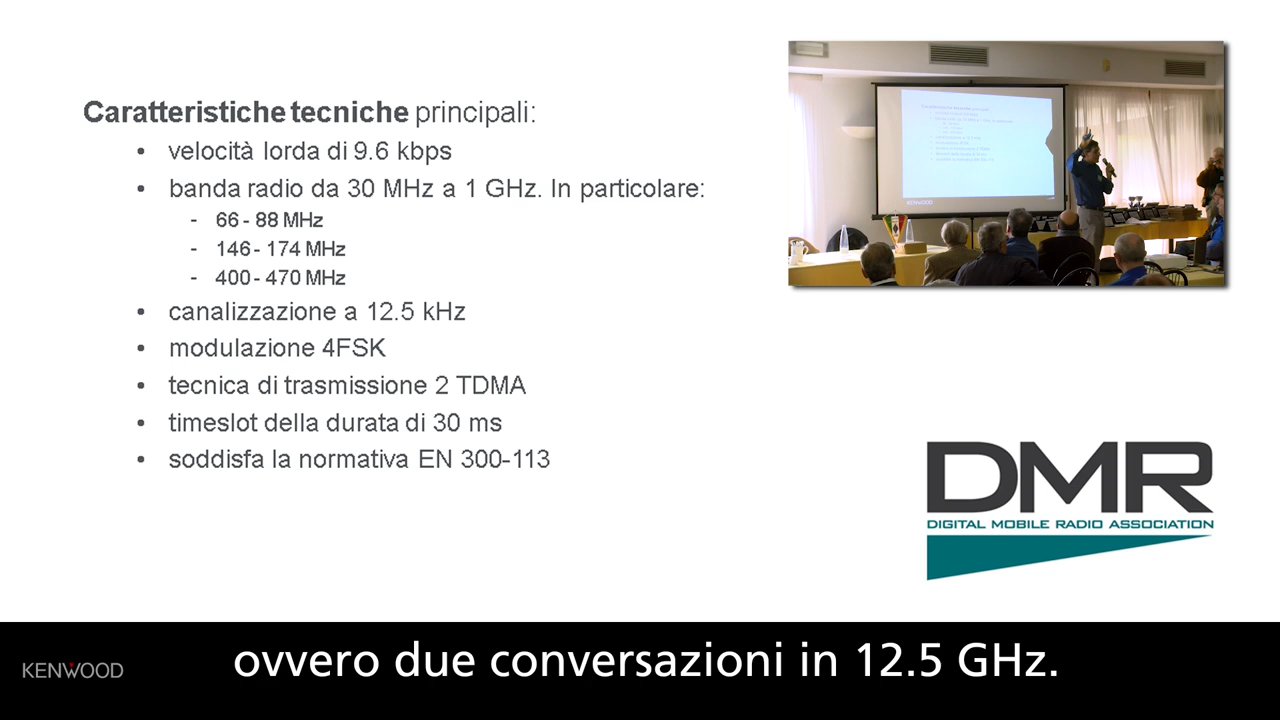 Caratteristiche tecniche principali:
• velocità lorda di 9.6 kbps
• banda radio da 30 MHz a 1 GHz. In particolare:
- 66 - 88 MHz
- 146 - 174 MHz
- 400 - 470 MHz
• canalizzazione a 12.5 kHz
• modulazione 4FSK
• tecnica di trasmissione 2 TDMA
• timeslot della durata di 30 ms
• soddisfa la normativa EN 300-113
DMR
DIGITAL MOBILE RADIO ASSOCIATION
KENWOOD
ovvero due conversazioni in 12.5 GHz.